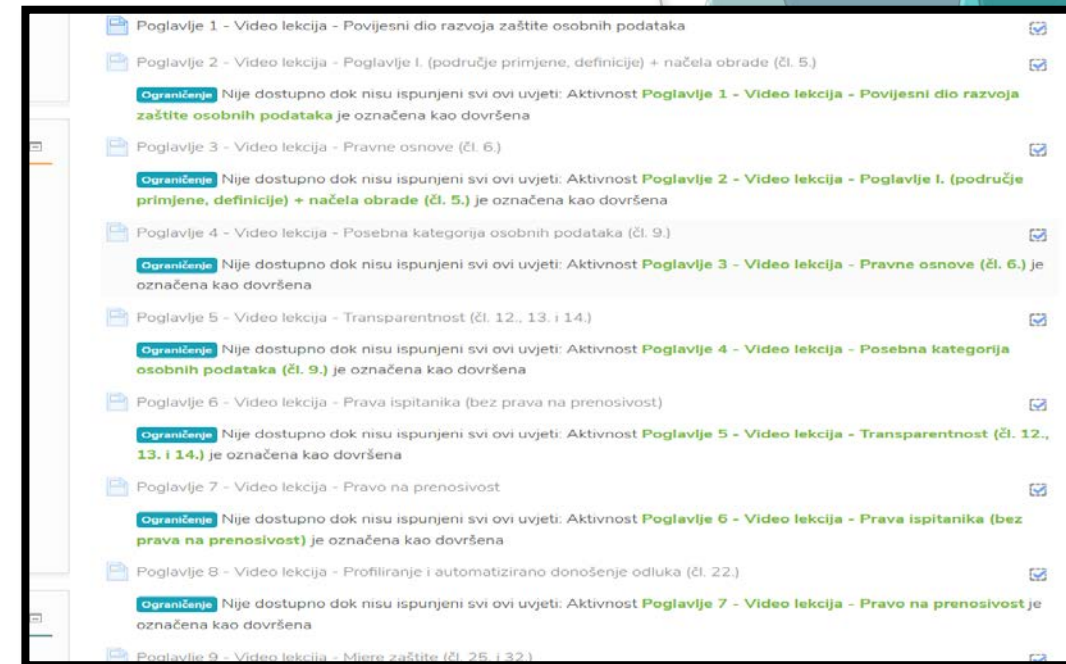 Poglavlje 1 - Video lekcija - Povijesni dio razvoja zaštite osobnih podataka
Poglavlje 2 - Video lekcija - Poglavlje I. (područje primjene, definicije) + načela obrade (čl. 5.)
Ograničenje Nije dostupno dok nisu ispunjeni svi ovi uvjeti: Aktivnost Poglavlje 1 - Video lekcija - Povijesni dio razvoja
zaštite osobnih podataka je označena kao dovršena
Poglavlje 3 - Video lekcija - Pravne osnove (čl. 6.)
Ograničenje Nije dostupno dok nisu ispunjeni svi ovi uvjeti: Aktivnost Poglavlje 2 - Video lekcija - Poglavlje I. (područje
primjene, definicije) + načela obrade (čl. 5.) je označena kao dovršena
Poglavlje 4 - Video lekcija - Posebna kategorija osobnih podataka (čl. 9.)
Ograničenje Nije dostupno dok nisu ispunjeni svi ovi uvjeti: Aktivnost Poglavlje 3 - Video lekcija - Pravne osnove (čl. 6.) je
označena kao dovršena
Poglavlje 5 - Video lekcija - Transparentnost (čl. 12., 13. i 14.)
Ograničenje Nije dostupno dok nisu ispunjeni svi ovi uvjeti: Aktivnost Poglavlje 4 - Video lekcija - Posebna kategorija
osobnih podataka (čl. 9.) je označena kao dovršena
Poglavlje 6 - Video lekcija - Prava ispitanika (bez prava na prenosivost)
Ograničenje Nije dostupno dok nisu ispunjeni svi ovi uvjeti: Aktivnost Poglavlje 5 - Video lekcija - Transparentnost (čl. 12.,
13. i 14.) je označena kao dovršena
Poglavlje 7 - Video lekcija - Pravo na prenosivost
Ograničenje Nije dostupno dok nisu ispunjeni svi ovi uvjeti: Aktivnost Poglavlje 6 - Video lekcija - Prava ispitanika (bez
prava na prenosivost) je označena kao dovršena
Poglavlje 8 - Video lekcija - Profiliranje i automatizirano donošenje odluka (čl. 22.)
Ograničenje Nije dostupno dok nisu ispunjeni svi ovi uvjeti: Aktivnost Poglavlje 7 - Video lekcija - Pravo na prenosivost je
označena kao dovršena
Poglavlje 9 - Video lekcija - Mjere zaštite (čl. 25. i 32.)